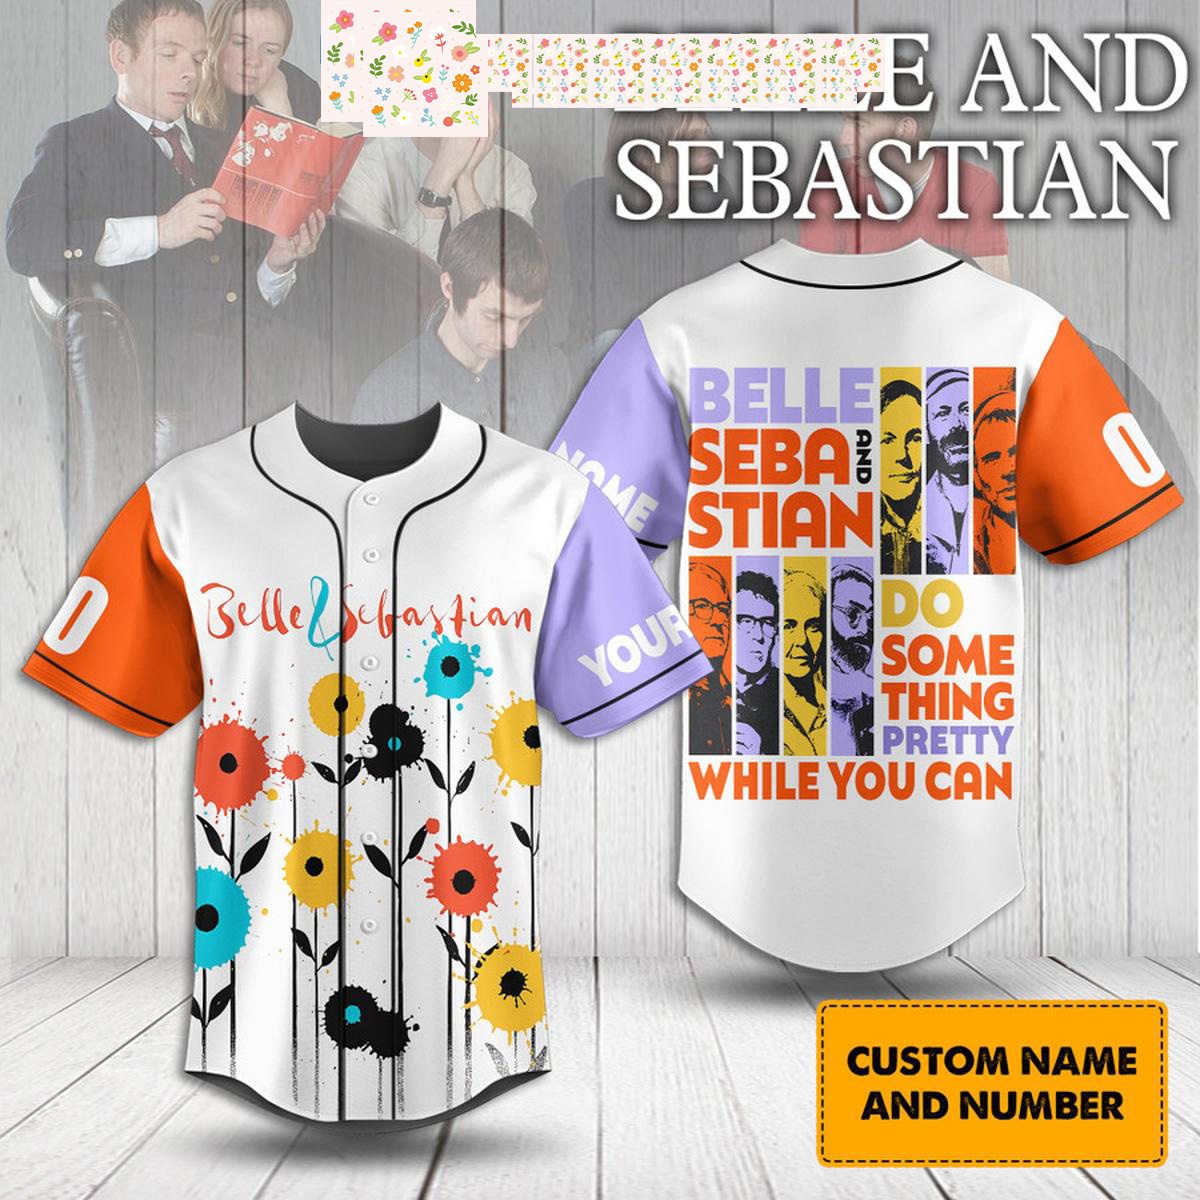 AND
SEBASTIAN
BELLE
SEBA AND
STIAN
DO
SOME
THING
PRETTY
WHILE YOU CAN
NAME
0
Belle & Sebastian
0
YOUR
CUSTOM NAME
AND NUMBER